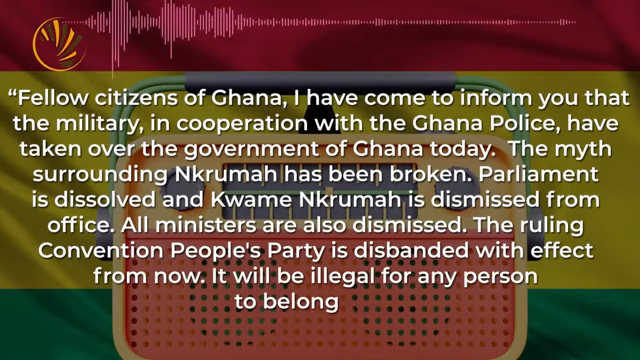 “Fellow citizens of Ghana, I have come to inform you that
the military, in cooperation with the Ghana Police, have
taken over the government of Ghana today.  The myth
surrounding Nkrumah has been broken. Parliament
is dissolved and Kwame Nkrumah is dismissed from
office. All ministers are also dismissed. The ruling
Convention People's Party is disbanded with effect
from now. It will be illegal for any person
to belong